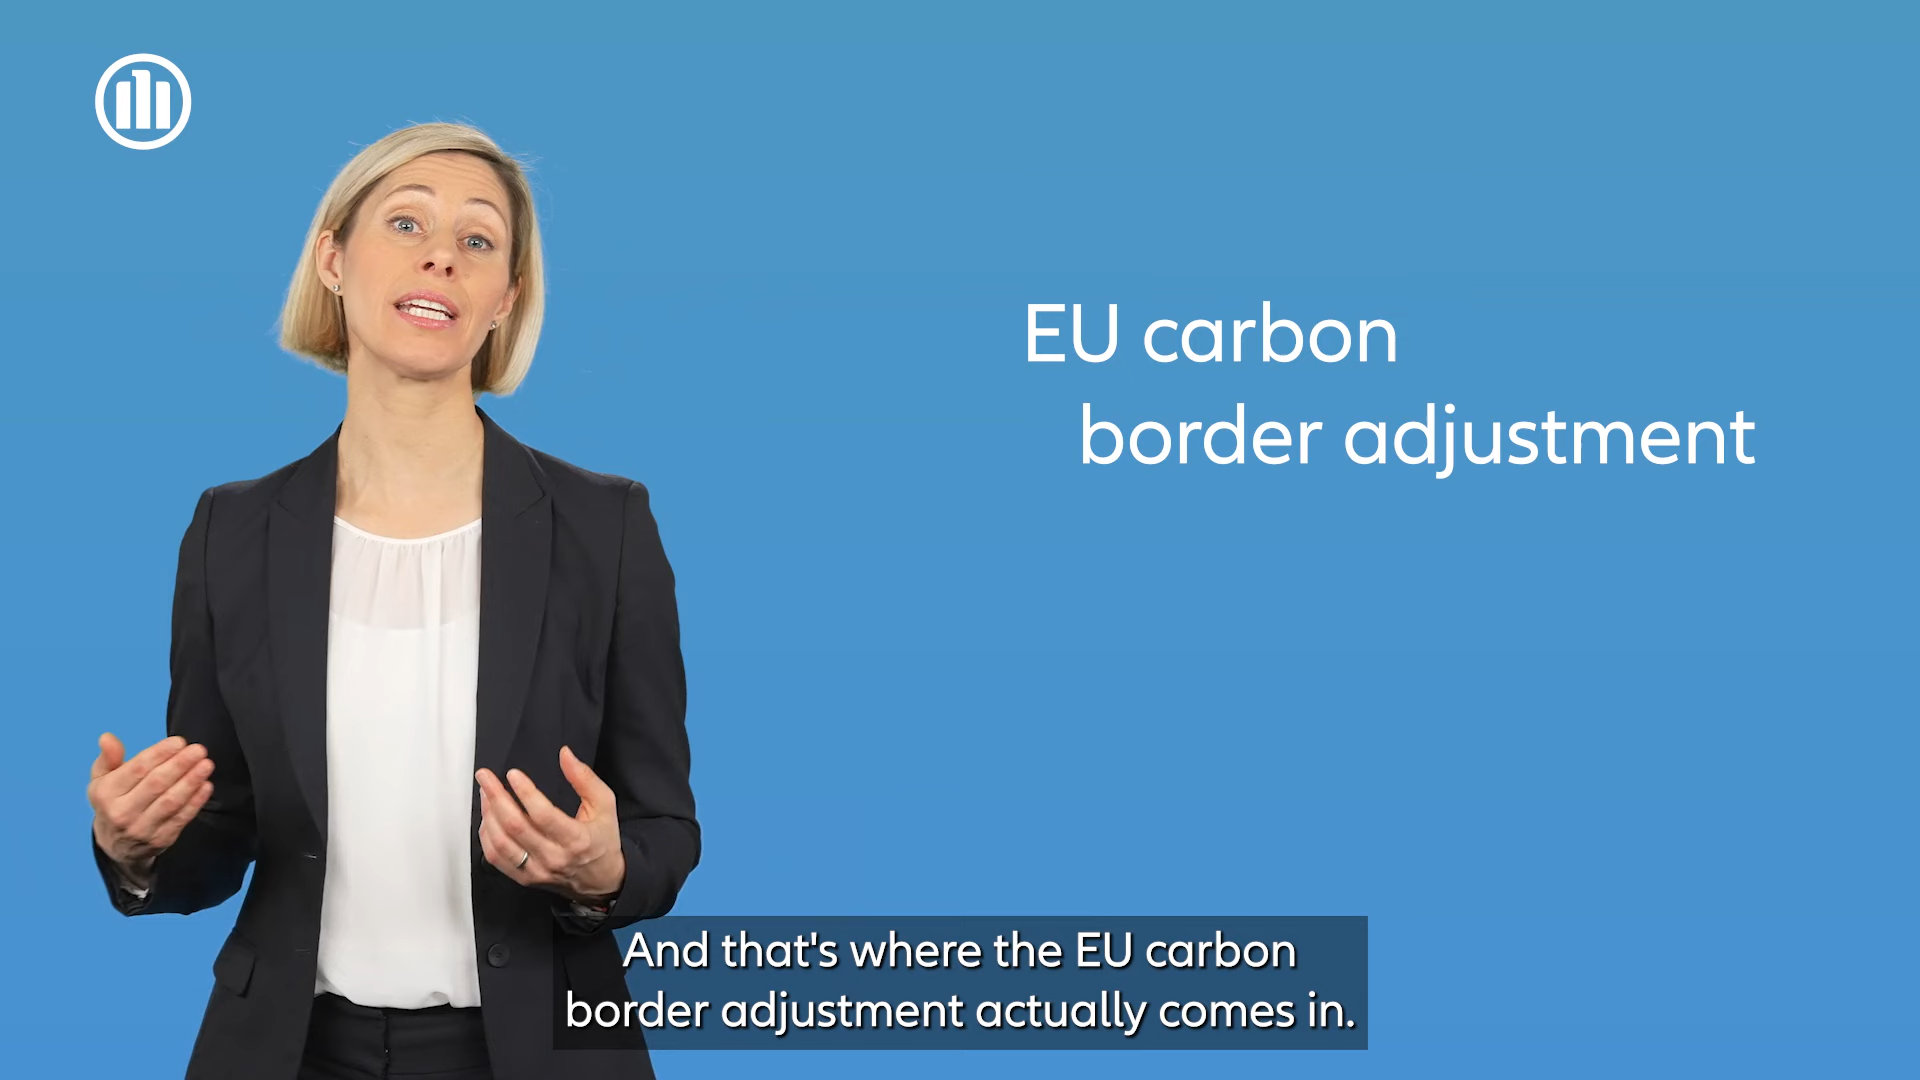 EU carbon
border adjustment
And that's where the EU carbon
border adjustment actually comes in.